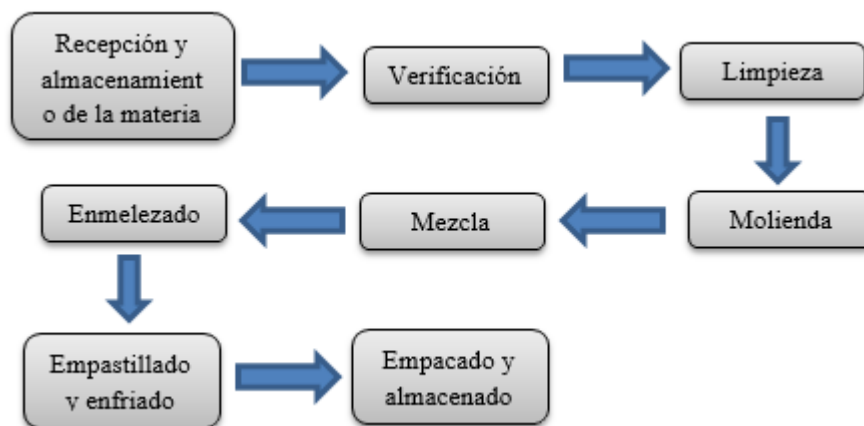 Recepción y
almacenamient
o de la materia
Verificación
Limpieza
Molienda
Mezcla
Enmelezado
Empastillado
y enfriado
Empacado y
almacenado